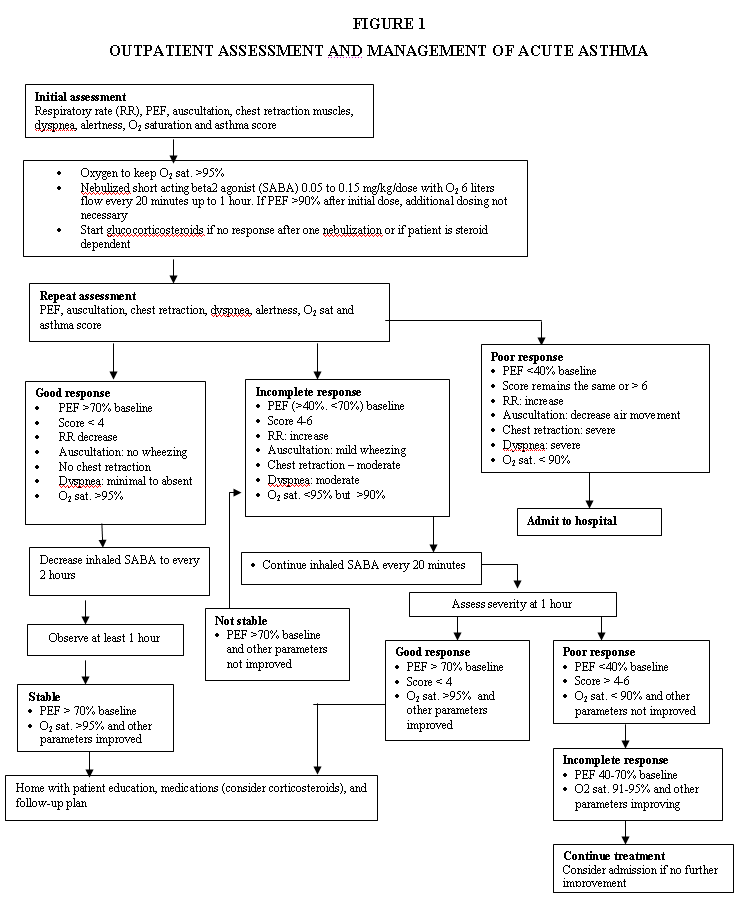 FIGURE 1
OUTPATIENT ASSESSMENT AND MANAGEMENT OF ACUTE ASTHMA
Initial assessment
Respiratory rate (RR), PEF, auscultation, chest retraction muscles,
dyspnea, alertness, O2 saturation and asthma score
• Oxygen to keep O2 sat. >95%
• Nebulized short acting beta2 agonist (SABA) 0.05 to 0.15 mg/kg/dose with O2 6 liters
flow every 20 minutes up to 1 hour. If PEF >90% after initial dose, additional dosing not
necessary
• Start glucocorticosteroids if no response after one nebulization or if patient is steroid
dependent
Repeat assessment
PEF, auscultation, chest retraction, dyspnea, alertness, O2 sat and
asthma score
Good response
• PEF >70% baseline
• Score < 4
• RR decrease
• Auscultation: no wheezing
• No chest retraction
• Dyspnea: minimal to absent
• O2 sat. >95%
Incomplete response
• PEF (>40%. <70%) baseline
• Score 4-6
• RR: increase
• Auscultation: mild wheezing
• Chest retraction – moderate
• Dyspnea: moderate
• O2 sat. <95% but >90%
Poor response
• PEF <40% baseline
• Score remains the same or > 6
• RR: increase
• Auscultation: decrease air movement
• Chest retraction: severe
• Dyspnea: severe
• O2 sat. < 90%
Admit to hospital
Decrease inhaled SABA to every
2 hours
• Continue inhaled SABA every 20 minutes
Assess severity at 1 hour
Observe at least 1 hour
Not stable
• PEF >70% baseline
and other parameters
not improved
Good response
• PEF > 70% baseline
• Score < 4
• O2 sat. >95% and
other parameters
improved
Poor response
• PEF <40% baseline
• Score > 4-6
• O2 sat. < 90% and other
parameters not improved
Stable
• PEF > 70% baseline
• O2 sat. >95% and other
parameters improved
Incomplete response
• PEF 40-70% baseline
• O2 sat. 91-95% and other
parameters improving
Home with patient education, medications (consider corticosteroids), and
follow-up plan
Continue treatment
Consider admission if no further
improvement